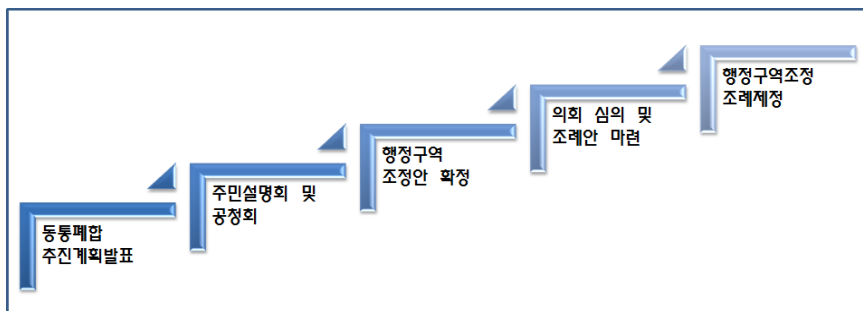 동통폐합
추진계획발표
주민설명회 및
공청회
행정구역
조정안 확정
의회 심의 및
조례안 마련
행정구역조정
조례제정